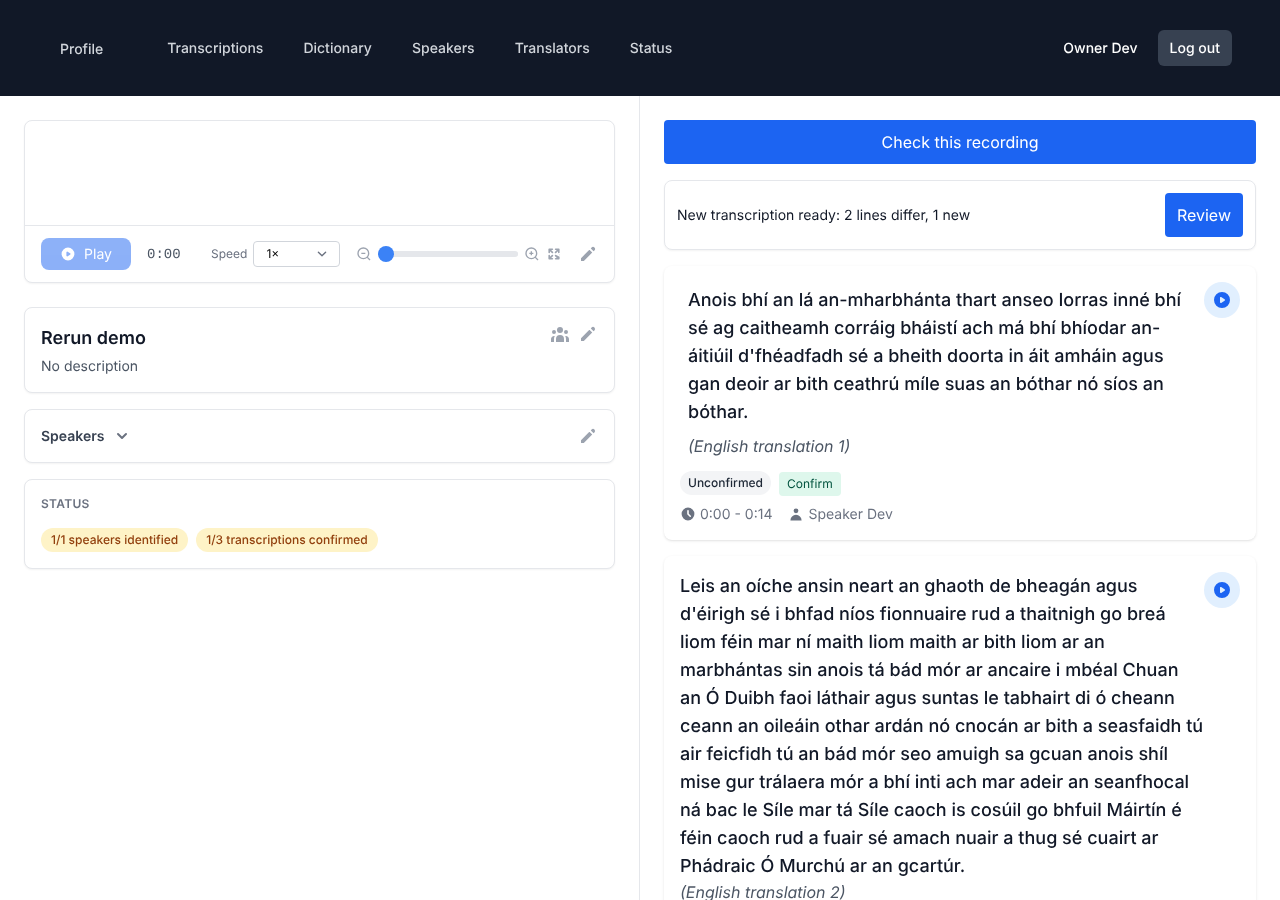 Profile
Transcriptions
Dictionary
Speakers
Translators
Status
Owner Dev
Log out
Play
0:00
Speed
1×
Rerun demo
No description
Speakers
STATUS
1/1 speakers identified
1/3 transcriptions confirmed
Check this recording
New transcription ready: 2 lines differ, 1 new
Review
Anois bhí an lá an-mharbhánta thart anseo Iorras inné bhí
sé ag caitheamh corráig bháistí ach má bhí bhíodar an-
áitiúil d'fhéadfadh sé a bheith doorta in áit amháin agus
gan deoir ar bith ceathrú míle suas an bóthar nó síos an
bóthar.
(English translation 1)
Unconfirmed
Confirm
0:00 - 0:14
Speaker Dev
Leis an oíche ansin neart an ghaoth de bheagán agus
d'éirigh sé i bhfad níos fionnuaire rud a thaitnigh go breá
liom féin mar ní maith liom maith ar bith liom ar an
marbhántas sin anois tá bád mór ar ancaire i mbéal Chuan
an Ó Duibh faoi láthair agus suntas le tabhairt di ó cheann
ceann an oileáin othar ardán nó cnocán ar bith a seasfaidh tú
air feicfidh tú an bád mór seo amuigh sa gcuan anois shíl
mise gur trálaera mór a bhí inti ach mar adeir an seanfhocal
ná bac le Síle mar tá Síle caoch is cosúil go bhfuil Máirtín é
féin caoch rud a fuair sé amach nuair a thug sé cuairt ar
Phádraic Ó Murchú ar an gcartúr.
(English translation 2)